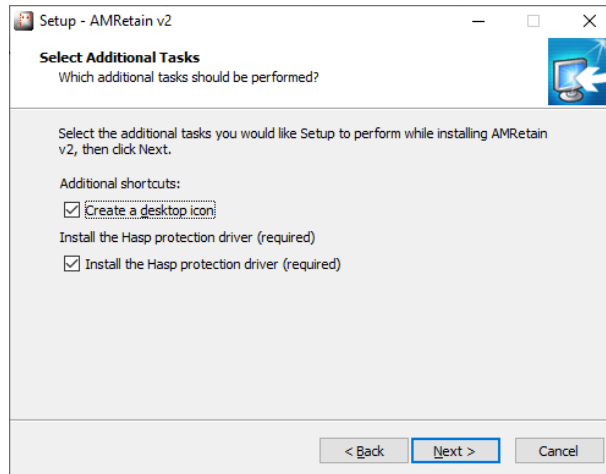 Setup - AMRetain v2
Select Additional Tasks
Which additional tasks should be performed?
Select the additional tasks you would like Setup to perform while installing AMRetain
v2, then click Next.
Additional shortcuts:
Create a desktop icon
Install the Hasp protection driver (required)
Install the Hasp protection driver (required)
< Back Next > Cancel